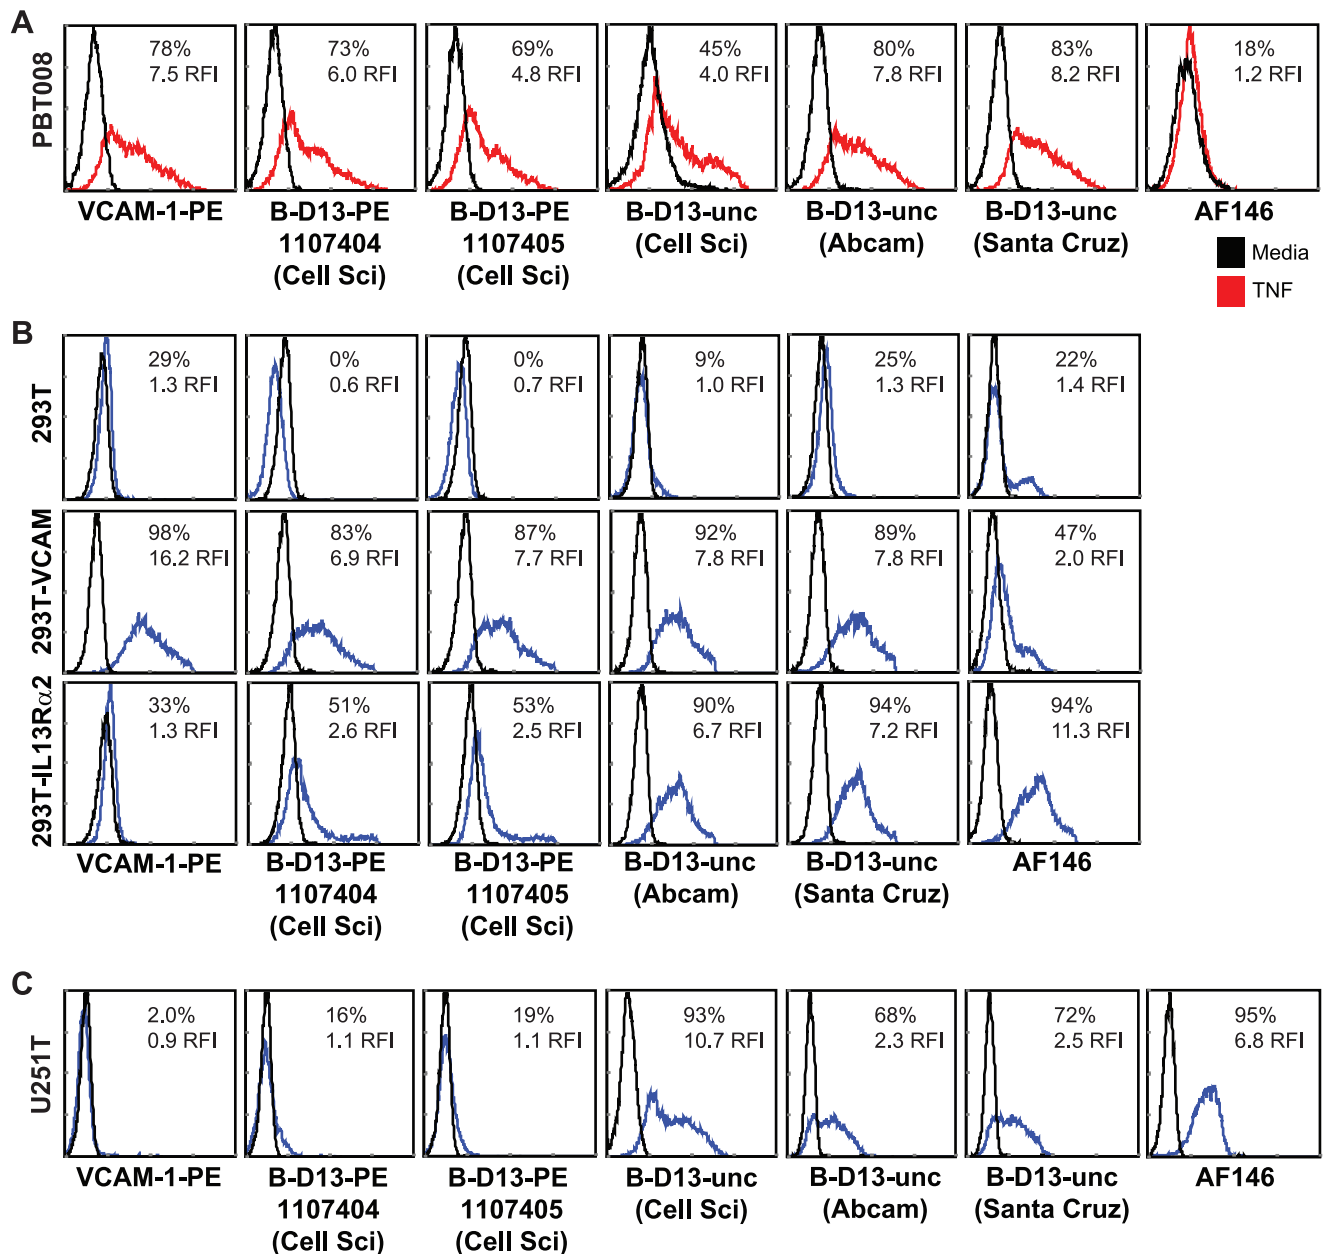 A
PBT008
78%
7.5 RFI
73%
6.0 RFI
69%
4.8 RFI
45%
4.0 RFI
80%
7.8 RFI
83%
8.2 RFI
18%
1.2 RFI
VCAM-1-PE
B-D13-PE
1107404
(Cell Sci)
B-D13-PE
1107405
(Cell Sci)
B-D13-unc
(Cell Sci)
B-D13-unc
(Abcam)
B-D13-unc
(Santa Cruz)
AF146
Media
TNF
B
293T
29%
1.3 RFI
0%
0.6 RFI
0%
0.7 RFI
9%
1.0 RFI
25%
1.3 RFI
22%
1.4 RFI
293T-VCAM
98%
16.2 RFI
83%
6.9 RFI
87%
7.7 RFI
92%
7.8 RFI
89%
7.8 RFI
47%
2.0 RFI
293T-IL13Rα2
33%
1.3 RFI
51%
2.6 RFI
53%
2.5 RFI
90%
6.7 RFI
94%
7.2 RFI
94%
11.3 RFI
VCAM-1-PE
B-D13-PE
1107404
(Cell Sci)
B-D13-PE
1107405
(Cell Sci)
B-D13-unc
(Abcam)
B-D13-unc
(Santa Cruz)
AF146
C
U251T
2.0%
0.9 RFI
16%
1.1 RFI
19%
1.1 RFI
93%
10.7 RFI
68%
2.3 RFI
72%
2.5 RFI
95%
6.8 RFI
VCAM-1-PE
B-D13-PE
1107404
(Cell Sci)
B-D13-PE
1107405
(Cell Sci)
B-D13-unc
(Cell Sci)
B-D13-unc
(Abcam)
B-D13-unc
(Santa Cruz)
AF146